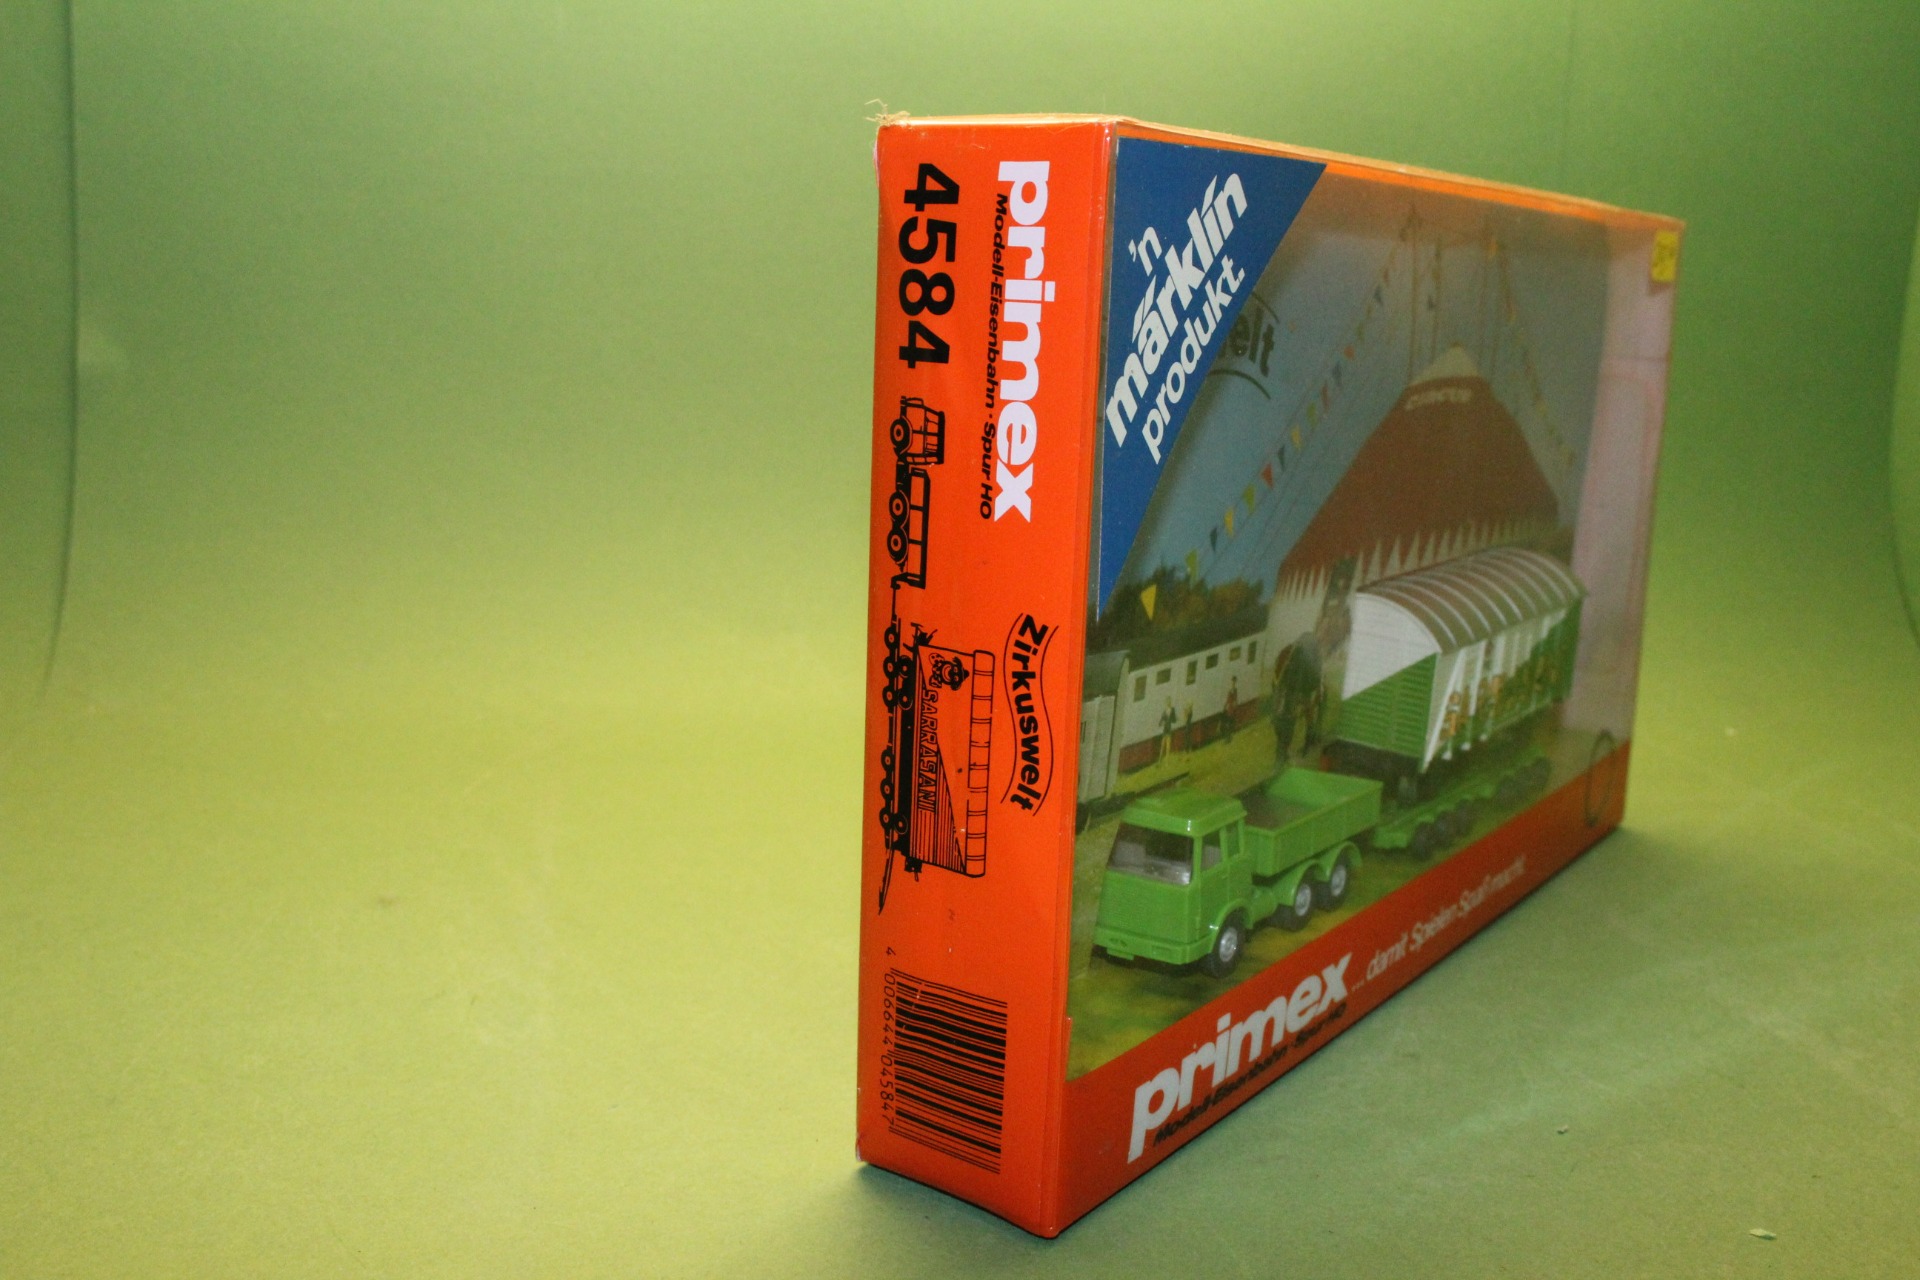 primex
Modell-Eisenbahn · Spur HO
4584
Zirkuswelt
SARRASANI
4 006644 045847
'n
märklín
produkt.
primex ...damit Spielen Spaß macht.
Modell-Eisenbahn · Spur HO